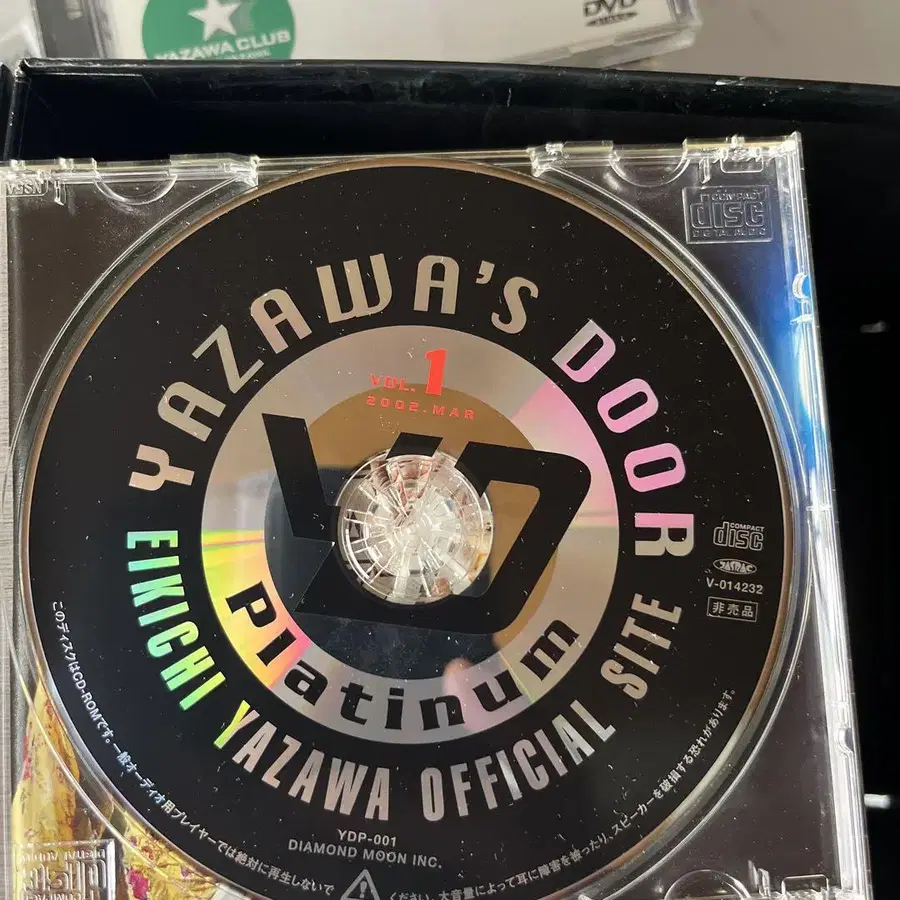 YAZAWA CLUB
DVD
VIDEO
COMPACT
disc
DIGITAL AUDIO
YAZAWA'S DOOR
VOL. 1
2002.MAR
YD
Platinum
EIKICHI YAZAWA OFFICIAL SITE
COMPACT
disc
JASRAC
V-014232
非売品
YDP-001
DIAMOND MOON INC.
このディスクはCD-ROMです。一般オーディオ用プレイヤーでは絶対に再生しないで
ください。大音量によって耳に障害を被ったり、スピーカーを破損する恐れがあります。